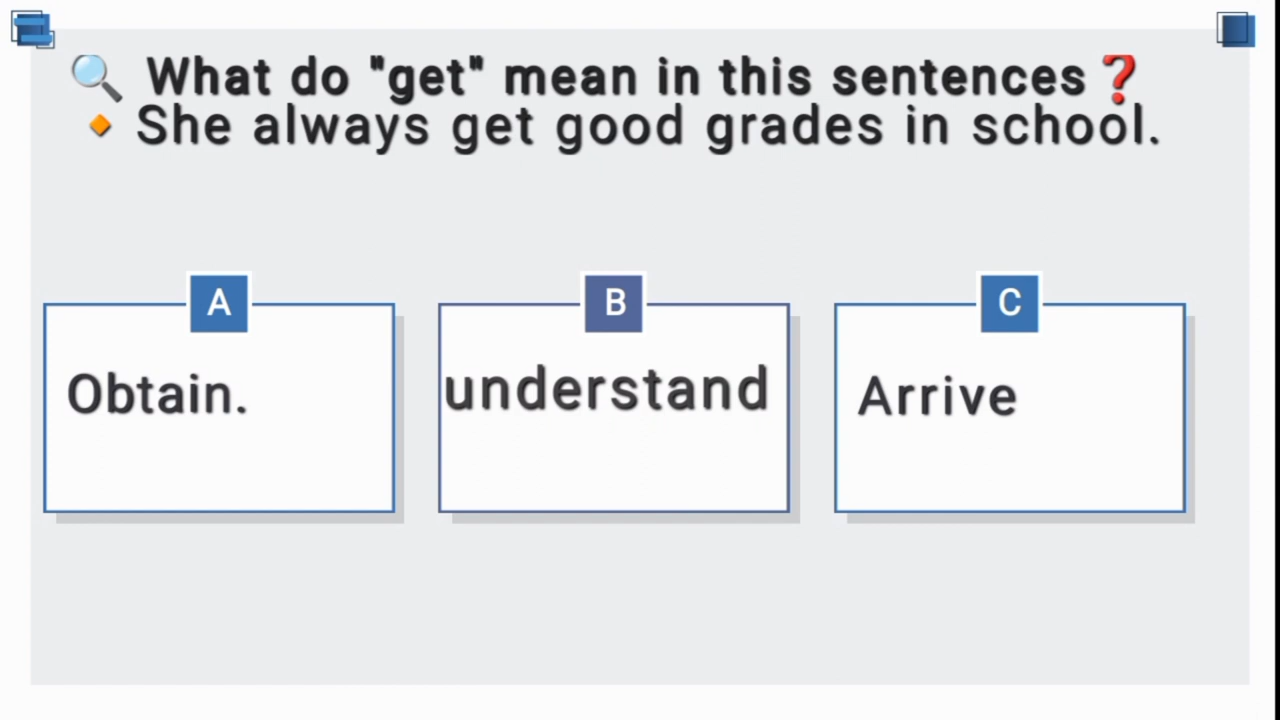 🔍 What do "get" mean in this sentences❓
🔸 She always get good grades in school.
A
Obtain.
B
understand
C
Arrive